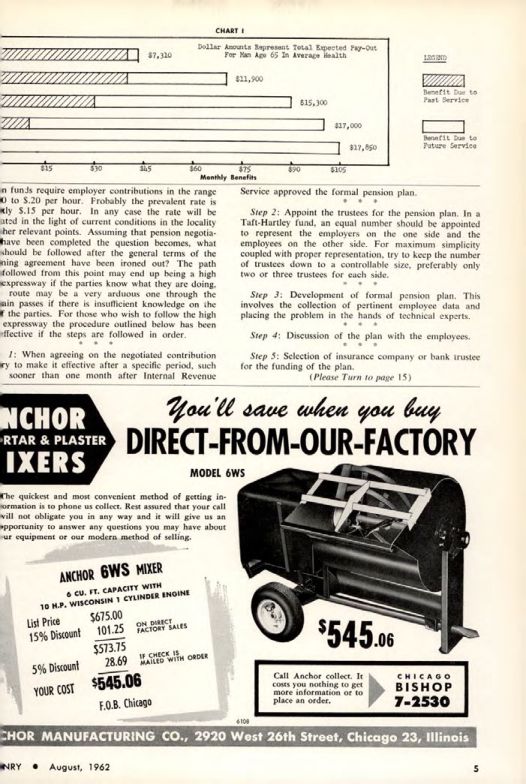 CHART I
Dollar Amounts Represent Total Expected Pay-Out
For Man Age 65 In Average Health
LEGEND
Benefit Due to
Past Service
Benefit Due to
Future Service
$7,310
$11,900
$15,300
$17,000
$17,850
$15 $30 $45 $60 $75 $90 $105
Monthly Benefits
n funds require employer contributions in the range
0 to $.20 per hour. Probably the prevalent rate is
tly $.15 per hour. In any case the rate will be
ated in the light of current conditions in the locality
her relevant points. Assuming that pension negotia-
have been completed the question becomes, what
should be followed after the general terms of the
ning agreement have been ironed out? The path
followed from this point may end up being a high
expressway if the parties know what they are doing,
route may be a very arduous one through the
ain passes if there is insufficient knowledge on the
f the parties. For those who wish to follow the high
expressway the procedure outlined below has been
effective if the steps are followed in order.
* * *
1: When agreeing on the negotiated contribution
ry to make it effective after a specific period, such
sooner than one month after Internal Revenue
Service approved the formal pension plan.
* * *
Step 2: Appoint the trustees for the pension plan. In a
Taft-Hartley fund, an equal number should be appointed
to represent the employers on the one side and the
employees on the other side. For maximum simplicity
coupled with proper representation, try to keep the number
of trustees down to a controllable size, preferably only
two or three trustees for each side.
* * *
Step 3: Development of formal pension plan. This
involves the collection of pertinent employee data and
placing the problem in the hands of technical experts.
* * *
Step 4: Discussion of the plan with the employees.
* * *
Step 5: Selection of insurance company or bank trustee
for the funding of the plan.
(Please Turn to page 15)
NCHOR
RTAR & PLASTER
IXERS
You'll save when you buy
DIRECT-FROM-OUR-FACTORY
MODEL 6WS
The quickest and most convenient method of getting in-
ormation is to phone us collect. Rest assured that your call
will not obligate you in any way and it will give us an
opportunity to answer any questions you may have about
ur equipment or our modern method of selling.
ANCHOR 6WS MIXER
6 CU. FT. CAPACITY WITH
10 H.P. WISCONSIN 1 CYLINDER ENGINE
List Price $675.00
15% Discount 101.25 ON DIRECT FACTORY SALES
$573.75
5% Discount 28.69 IF CHECK IS MAILED WITH ORDER
YOUR COST $545.06
F.O.B. Chicago
$545.06
Call Anchor collect. It
costs you nothing to get
more information or to
place an order.
CHICAGO
BISHOP
7-2530
6108
CHOR MANUFACTURING CO., 2920 West 26th Street, Chicago 23, Illinois
NRY • August, 1962
5